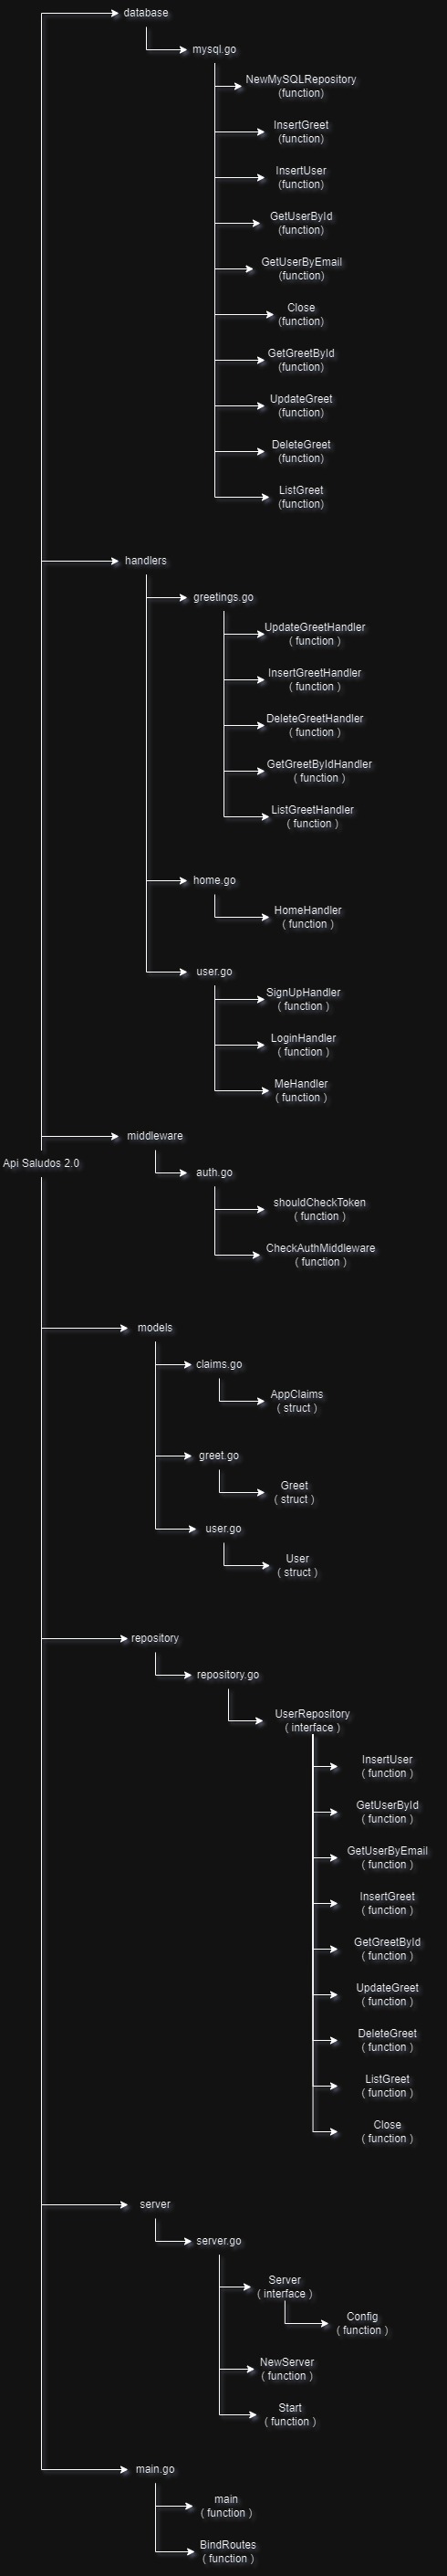 database
mysql.go
NewMySQLRepository
(function)
InsertGreet
(function)
InsertUser
(function)
GetUserById
(function)
GetUserByEmail
(function)
Close
(function)
GetGreetById
(function)
UpdateGreet
(function)
DeleteGreet
(function)
ListGreet
(function)
handlers
greetings.go
UpdateGreetHandler
( function )
InsertGreetHandler
( function )
DeleteGreetHandler
( function )
GetGreetByIdHandler
( function )
ListGreetHandler
( function )
home.go
HomeHandler
( function )
user.go
SignUpHandler
( function )
LoginHandler
( function )
MeHandler
( function )
middleware
Api Saludos 2.0
auth.go
shouldCheckToken
( function )
CheckAuthMiddleware
( function )
models
claims.go
AppClaims
( struct )
greet.go
Greet
( struct )
user.go
User
( struct )
repository
repository.go
UserRepository
( interface )
InsertUser
( function )
GetUserById
( function )
GetUserByEmail
( function )
InsertGreet
( function )
GetGreetById
( function )
UpdateGreet
( function )
DeleteGreet
( function )
ListGreet
( function )
Close
( function )
server
server.go
Server
( interface )
Config
( function )
NewServer
( function )
Start
( function )
main.go
main
( function )
BindRoutes
( function )